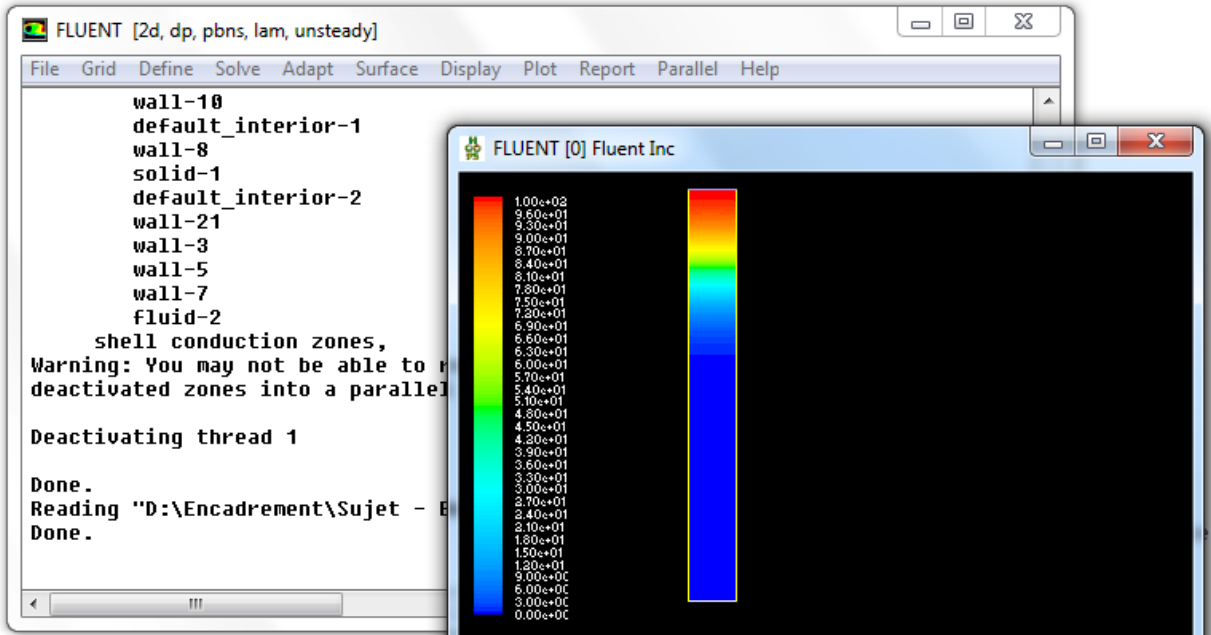 FLUENT [2d, dp, pbns, lam, unsteady]
File Grid Define Solve Adapt Surface Display Plot Report Parallel Help
wall-10
default_interior-1
wall-8
solid-1
default_interior-2
wall-21
wall-3
wall-5
wall-7
fluid-2
shell conduction zones,
Warning: You may not be able to
deactivated zones into a parallel
Deactivating thread 1
Done.
Reading "D:\Encadrement\Sujet -
Done.
FLUENT [0] Fluent Inc
1.00e+02
9.60e+01
9.30e+01
9.00e+01
8.70e+01
8.40e+01
8.10e+01
7.80e+01
7.50e+01
7.20e+01
6.90e+01
6.60e+01
6.30e+01
6.00e+01
5.70e+01
5.40e+01
5.10e+01
4.80e+01
4.50e+01
4.20e+01
3.90e+01
3.60e+01
3.30e+01
3.00e+01
2.70e+01
2.40e+01
2.10e+01
1.80e+01
1.50e+01
1.20e+01
9.00e+00
6.00e+00
3.00e+00
0.00e+00